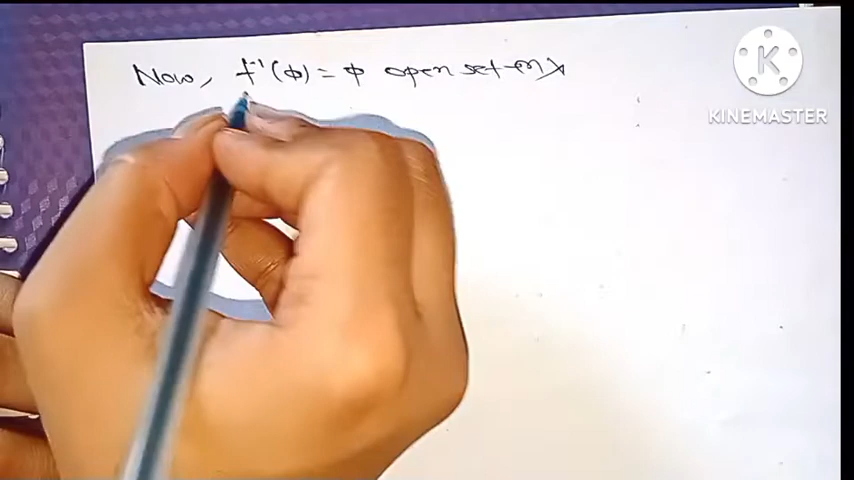 Now, f⁻¹(φ) = φ open set in X
KINEMASTER